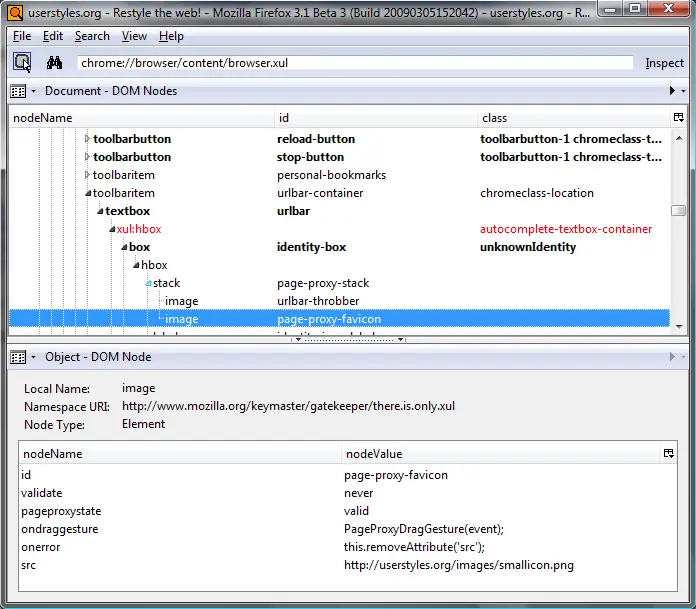 userstyles.org - Restyle the web! - Mozilla Firefox 3.1 Beta 3 (Build 20090305152042) - userstyles.org - R...
File Edit Search View Help
chrome://browser/content/browser.xul Inspect
Document - DOM Nodes
nodeName id class
toolbarbutton reload-button toolbarbutton-1 chromeclass-t...
toolbarbutton stop-button toolbarbutton-1 chromeclass-t...
toolbaritem personal-bookmarks
toolbaritem urlbar-container chromeclass-location
textbox urlbar
xul:hbox autocomplete-textbox-container
box identity-box unknownIdentity
hbox
stack page-proxy-stack
image urlbar-throbber
image page-proxy-favicon
Object - DOM Node
Local Name: image
Namespace URI: http://www.mozilla.org/keymaster/gatekeeper/there.is.only.xul
Node Type: Element
nodeName nodeValue
id page-proxy-favicon
validate never
pageproxystate valid
ondraggesture PageProxyDragGesture(event);
onerror this.removeAttribute('src');
src http://userstyles.org/images/smallicon.png